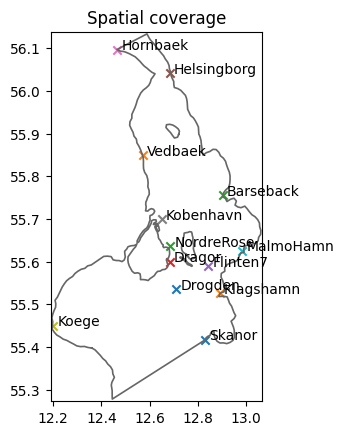 Spatial coverage
56.1
56.0
55.9
55.8
55.7
55.6
55.5
55.4
55.3
Hornbaek
Helsingborg
Vedbaek
Barseback
Kobenhavn
NordreRose
MalmoHamn
Dragor
Flinten7
Drogden
Klagshamn
Koege
Skanor
12.2 12.4 12.6 12.8 13.0